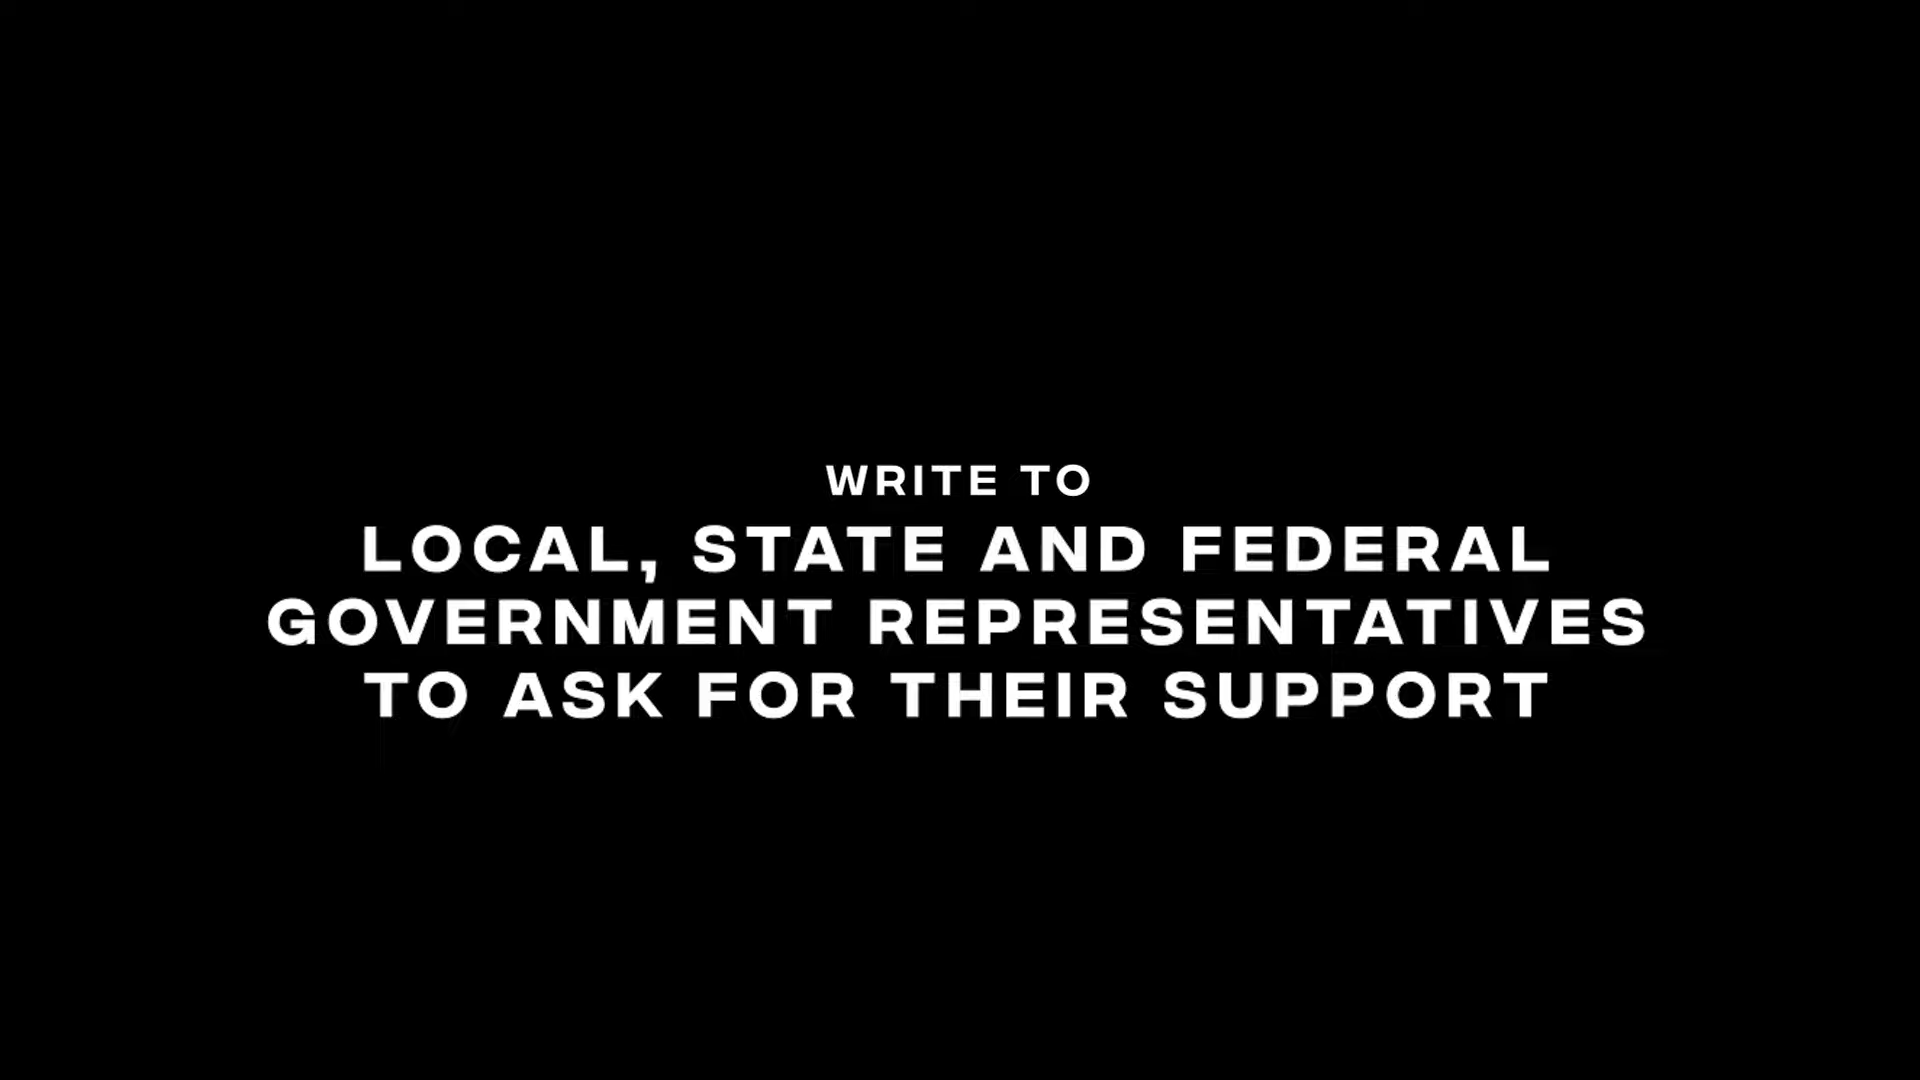 WRITE TO
LOCAL, STATE AND FEDERAL
GOVERNMENT REPRESENTATIVES
TO ASK FOR THEIR SUPPORT